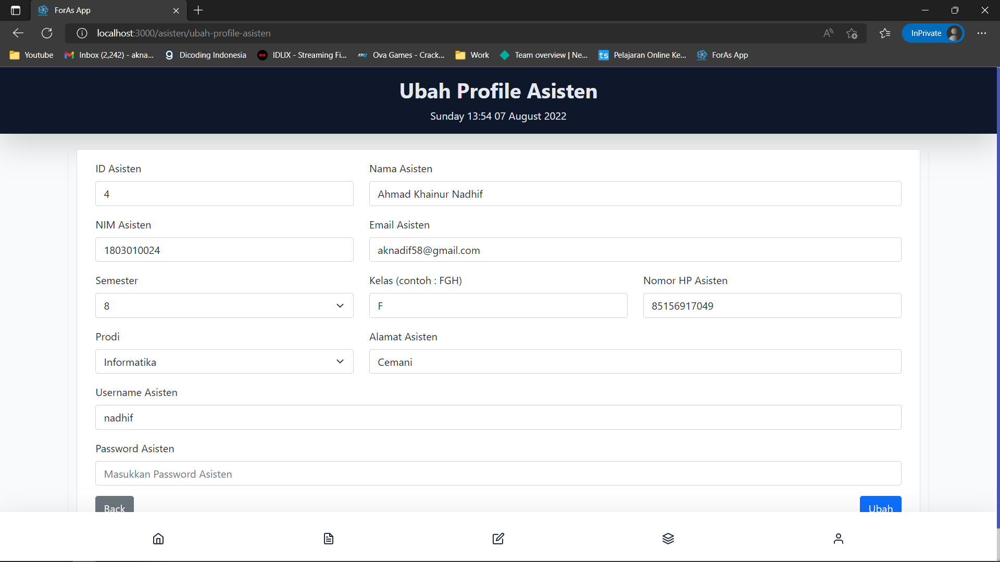 ForAs App
localhost:3000/asisten/ubah-profile-asisten
InPrivate
Youtube
Inbox (2,242) - akna...
Dicoding Indonesia
IDLIX - Streaming Fi...
Ova Games - Crack...
Work
Team overview | Ne...
Pelajaran Online Ke...
ForAs App
Ubah Profile Asisten
Sunday 13:54 07 August 2022
ID Asisten
Nama Asisten
4
Ahmad Khainur Nadhif
NIM Asisten
Email Asisten
1803010024
aknadif58@gmail.com
Semester
Kelas (contoh : FGH)
Nomor HP Asisten
8
F
85156917049
Prodi
Alamat Asisten
Informatika
Cemani
Username Asisten
nadhif
Password Asisten
Masukkan Password Asisten
Back
Ubah